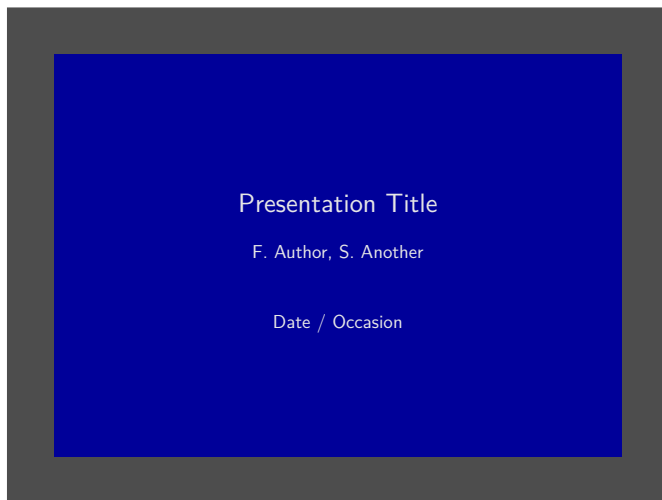 Presentation Title
F. Author, S. Another
Date / Occasion